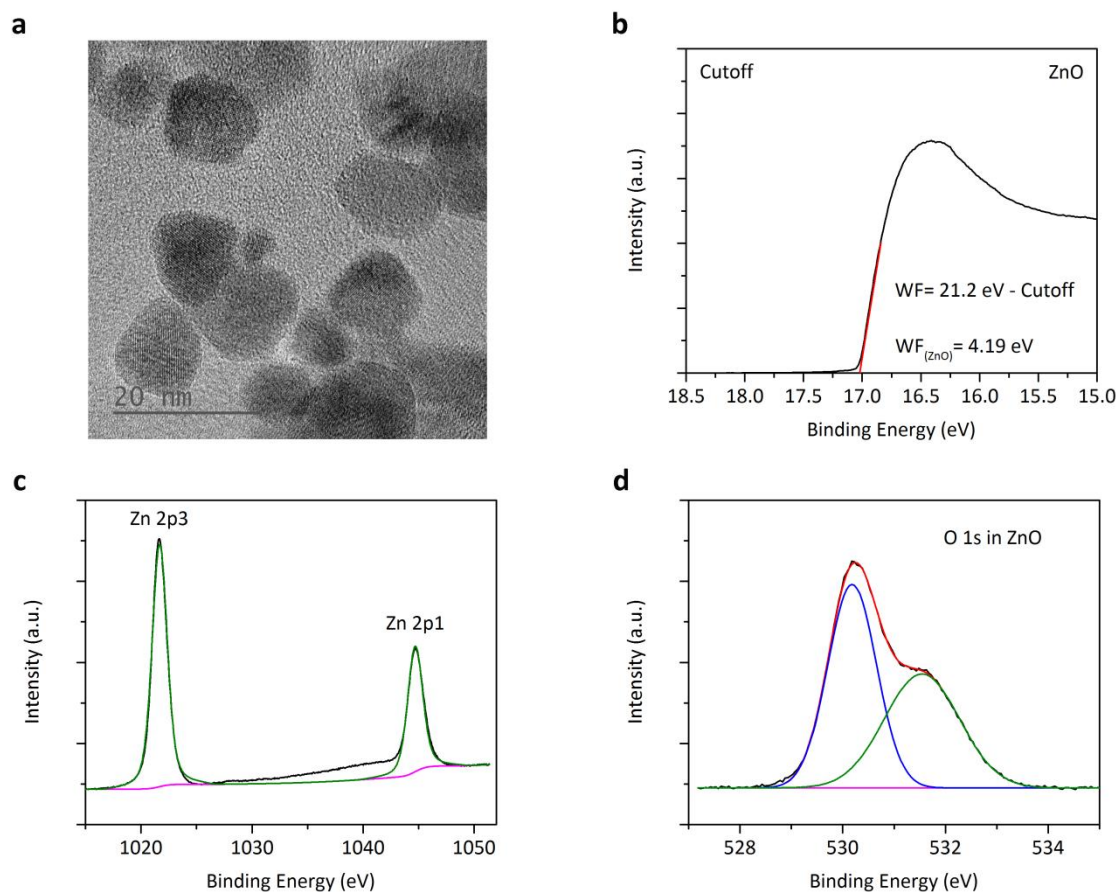 a
20 nm
b
Cutoff
ZnO
WF= 21.2 eV - Cutoff
WF(ZnO)= 4.19 eV
Intensity (a.u.)
18.5 18.0 17.5 17.0 16.5 16.0 15.5 15.0
Binding Energy (eV)
c
Zn 2p3
Zn 2p1
Intensity (a.u.)
1020 1030 1040 1050
Binding Energy (eV)
d
O 1s in ZnO
Intensity (a.u.)
528 530 532 534
Binding Energy (eV)